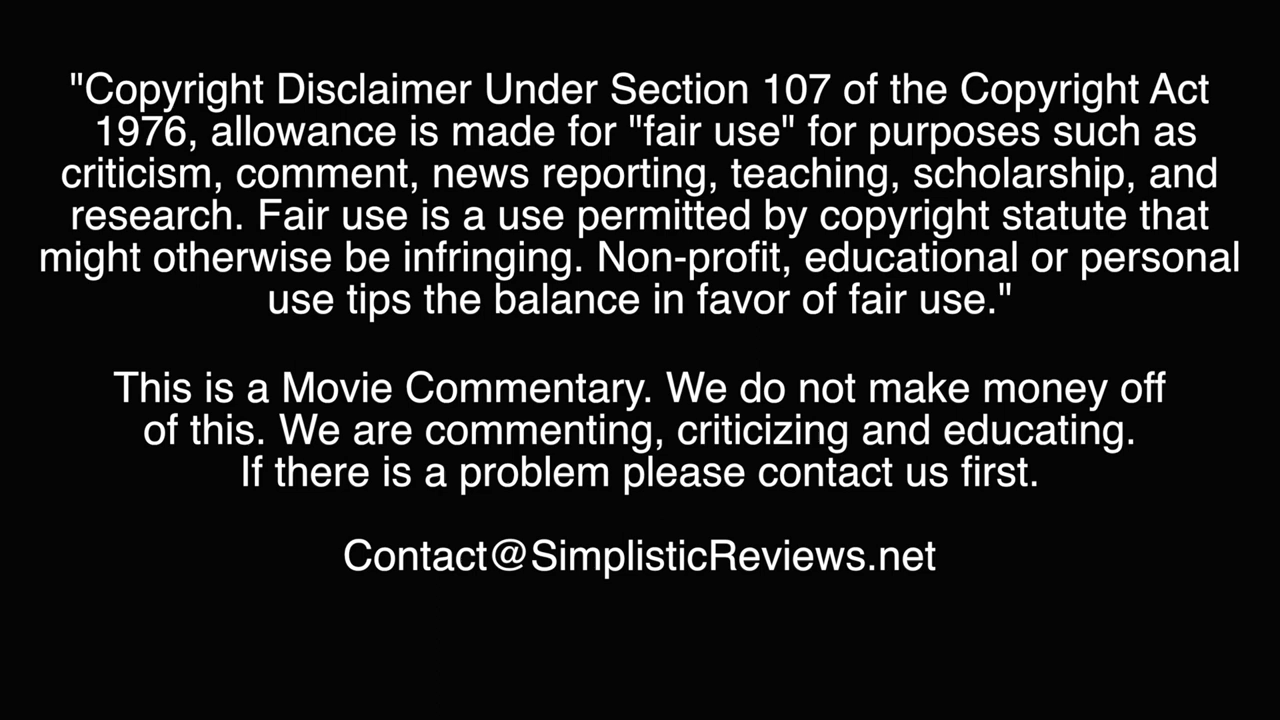 "Copyright Disclaimer Under Section 107 of the Copyright Act
1976, allowance is made for "fair use" for purposes such as
criticism, comment, news reporting, teaching, scholarship, and
research. Fair use is a use permitted by copyright statute that
might otherwise be infringing. Non-profit, educational or personal
use tips the balance in favor of fair use."
This is a Movie Commentary. We do not make money off
of this. We are commenting, criticizing and educating.
If there is a problem please contact us first.
Contact@SimplisticReviews.net